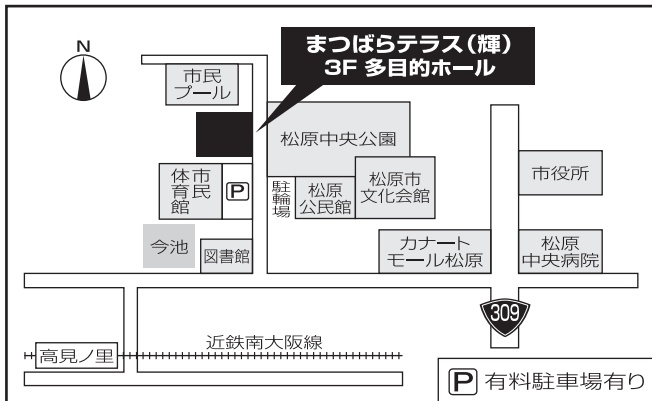 N
まつばらテラス（輝）
3F 多目的ホール
市民
プール
松原中央公園
体育館
市民
P
駐輪場
松原
公民館
松原市
文化会館
市役所
今池
図書館
カナート
モール松原
松原
中央病院
309
近鉄南大阪線
高見ノ里
P 有料駐車場有り